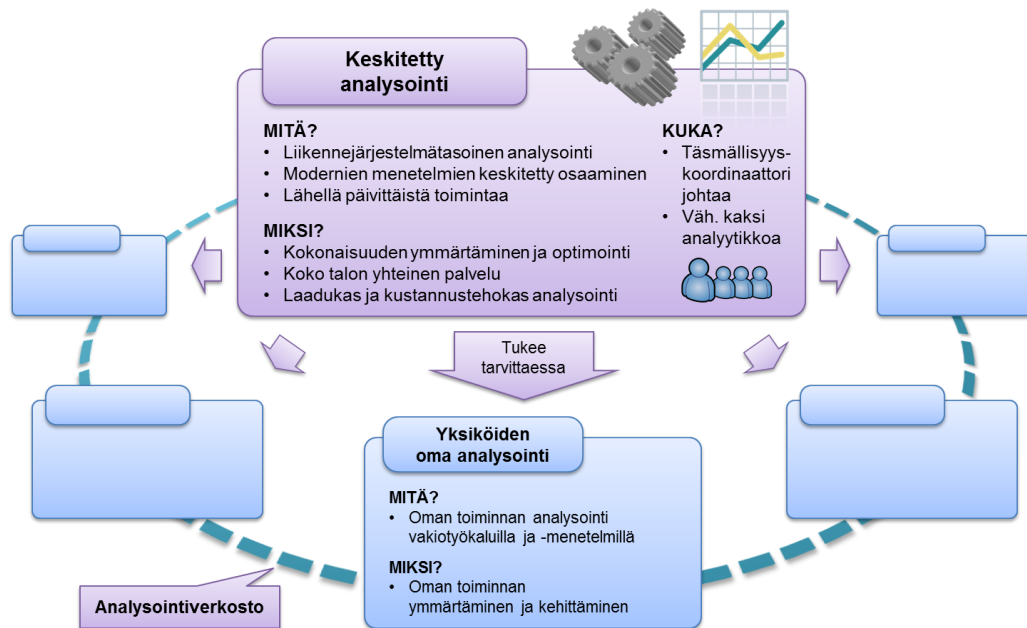 Keskitetty
analysointi
MITÄ?
• Liikennejärjestelmätasoinen analysointi
• Modernien menetelmien keskitetty osaaminen
• Lähellä päivittäistä toimintaa
MIKSI?
• Kokonaisuuden ymmärtäminen ja optimointi
• Koko talon yhteinen palvelu
• Laadukas ja kustannustehokas analysointi
KUKA?
• Täsmällisyys-
koordinaattori
johtaa
• Väh. kaksi
analyytikkoa
Tukee
tarvittaessa
Yksiköiden
oma analysointi
MITÄ?
• Oman toiminnan analysointi
vakiotyökaluilla ja -menetelmillä
MIKSI?
• Oman toiminnan
ymmärtäminen ja kehittäminen
Analysointiverkosto